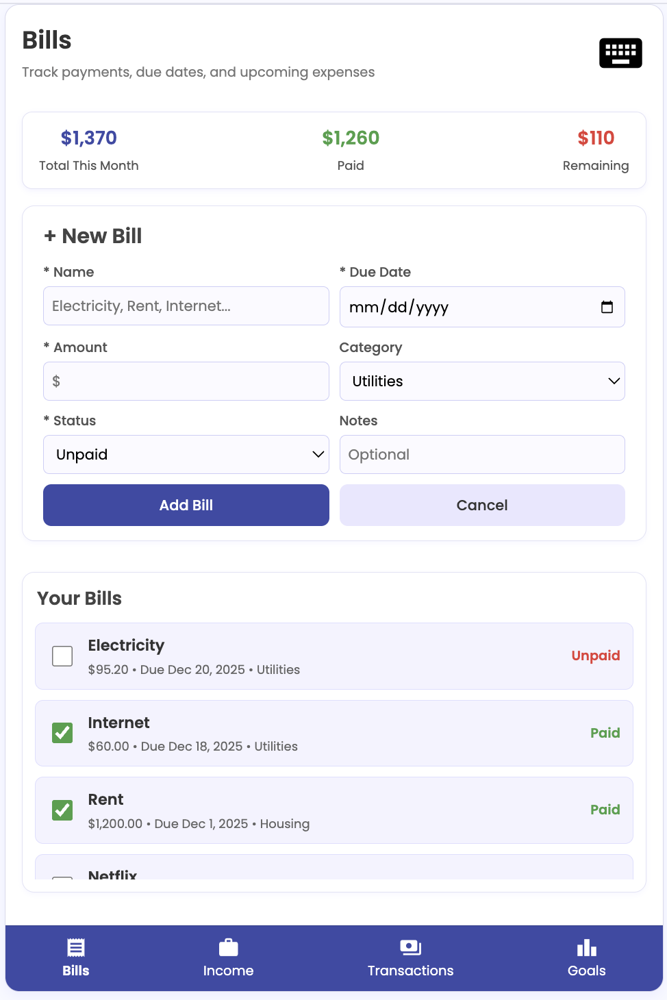 Bills
Track payments, due dates, and upcoming expenses
$1,370
Total This Month
$1,260
Paid
$110
Remaining
+ New Bill
* Name
Electricity, Rent, Internet...
* Due Date
mm/dd/yyyy
* Amount
$
Category
Utilities
* Status
Unpaid
Notes
Optional
Add Bill
Cancel
Your Bills
Electricity
$95.20 • Due Dec 20, 2025 • Utilities
Unpaid
Internet
$60.00 • Due Dec 18, 2025 • Utilities
Paid
Rent
$1,200.00 • Due Dec 1, 2025 • Housing
Paid
Netflix
Bills
Income
Transactions
Goals